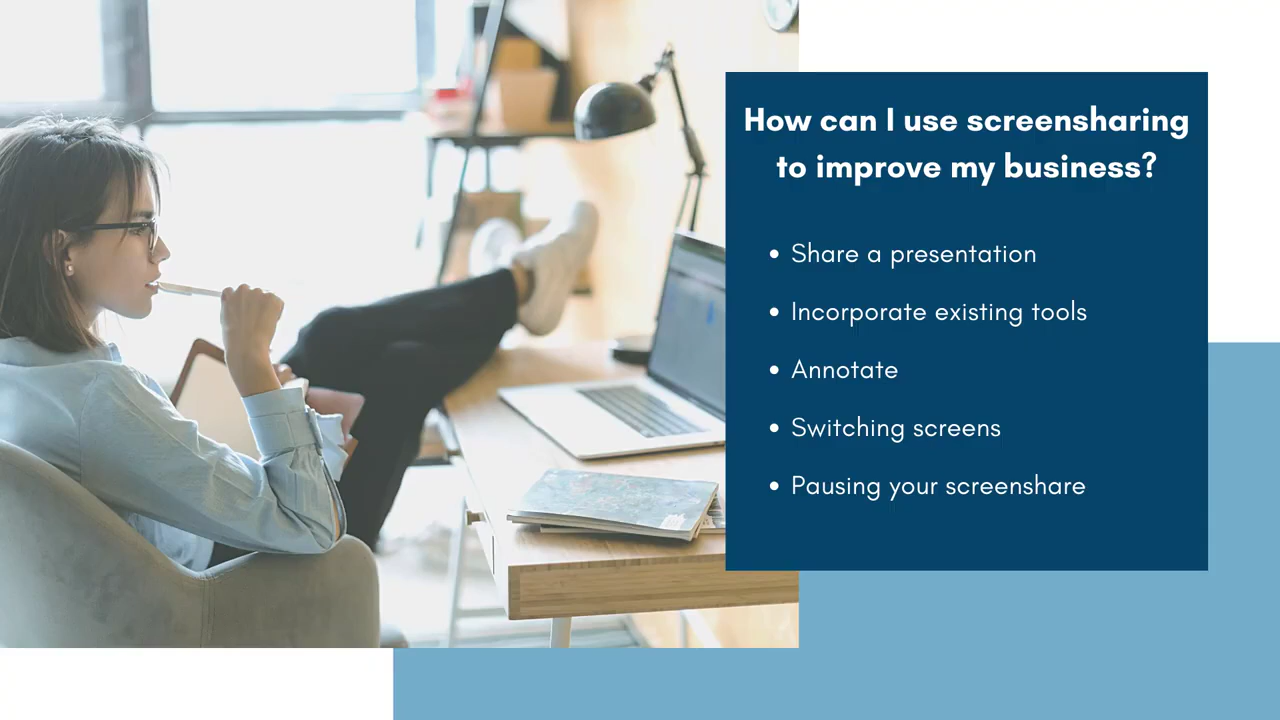 How can I use screensharing
to improve my business?
• Share a presentation
• Incorporate existing tools
• Annotate
• Switching screens
• Pausing your screenshare